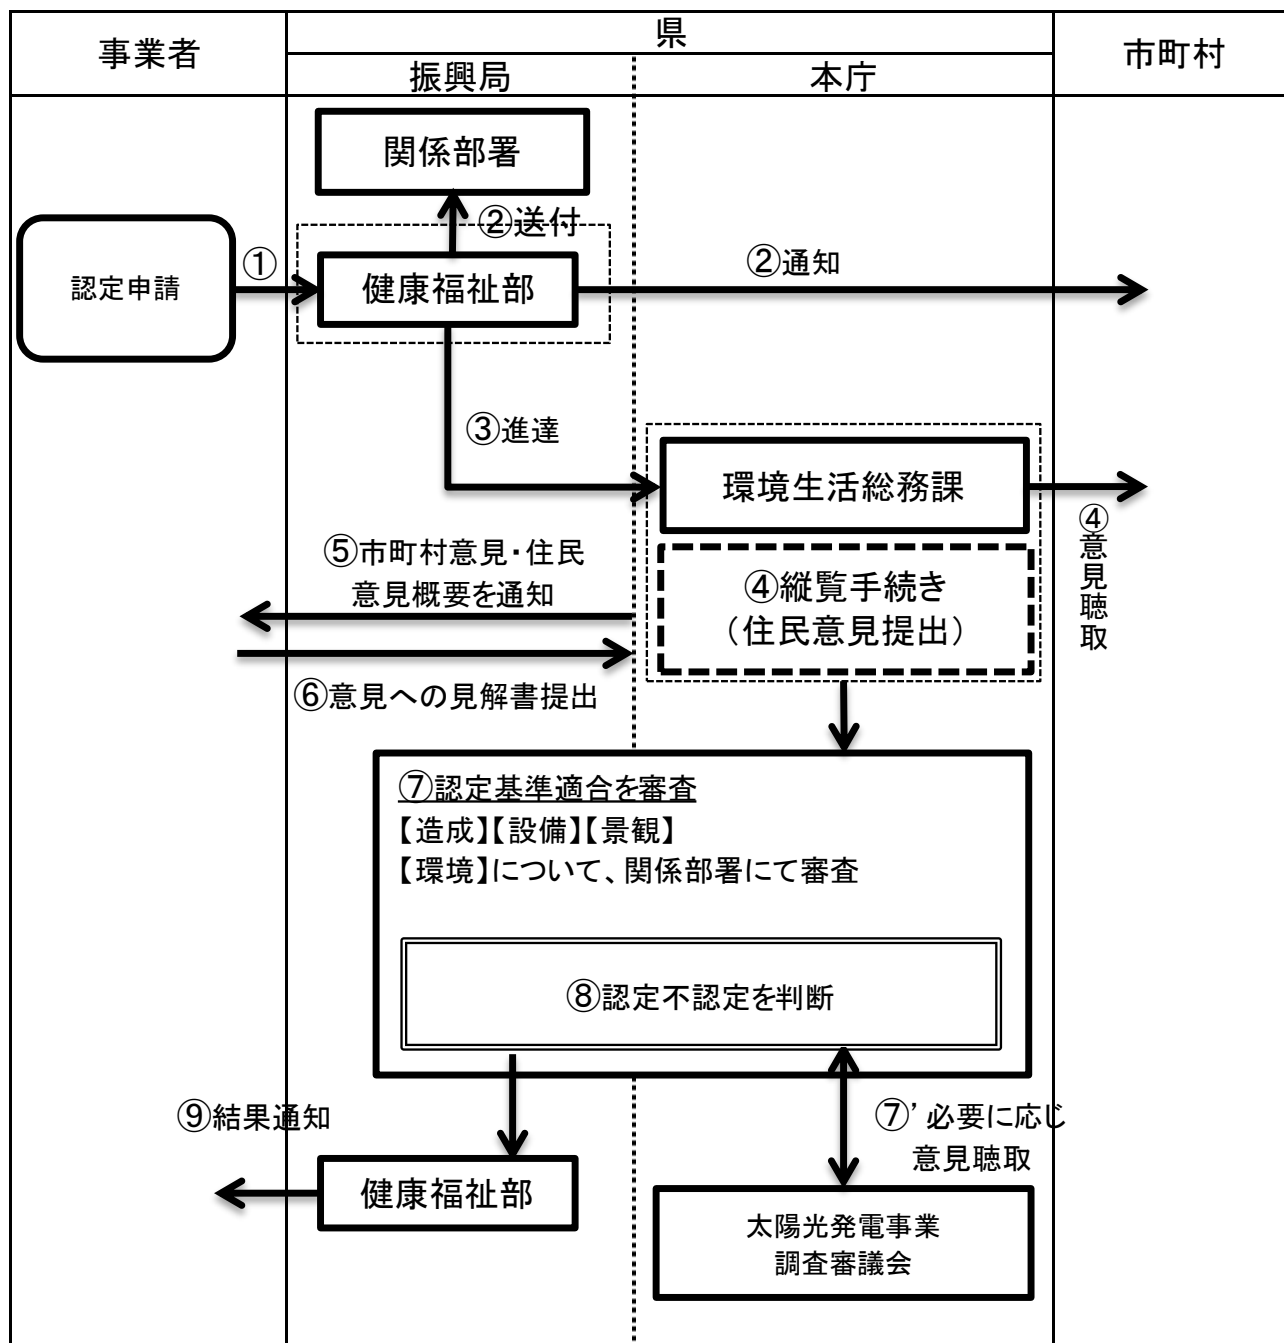 事業者
県
市町村
振興局
本庁
関係部署
②送付
認定申請
①
健康福祉部
②通知
③進達
環境生活総務課
④意見聴取
⑤市町村意見・住民
意見概要を通知
④縦覧手続き
（住民意見提出）
⑥意見への見解書提出
⑦認定基準適合を審査
【造成】【設備】【景観】
【環境】について、関係部署にて審査
⑧認定不認定を判断
⑨結果通知
⑦’必要に応じ
意見聴取
健康福祉部
太陽光発電事業
調査審議会